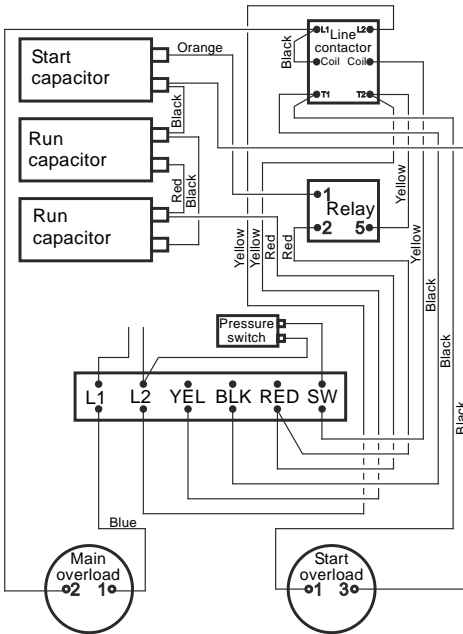 L1 L2
Line
contactor
Black
Coil Coil
T1 T2
Start
capacitor
Orange
Black
Run
capacitor
Red
Black
Run
capacitor
1
Relay
2 5
Yellow
Yellow
Yellow
Yellow
Red
Red
Black
Black
Pressure
switch
L1 L2 YEL BLK RED SW
Blue
Main
overload
2 1
Start
overload
1 3